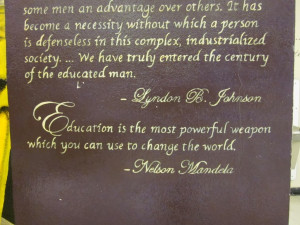 some men an advantage over others. It has
become a necessity without which a person
is defenseless in this complex, industrialized
society. ... We have truly entered the century
of the educated man.
- Lyndon B. Johnson
Education is the most powerful weapon
which you can use to change the world.
- Nelson Mandela